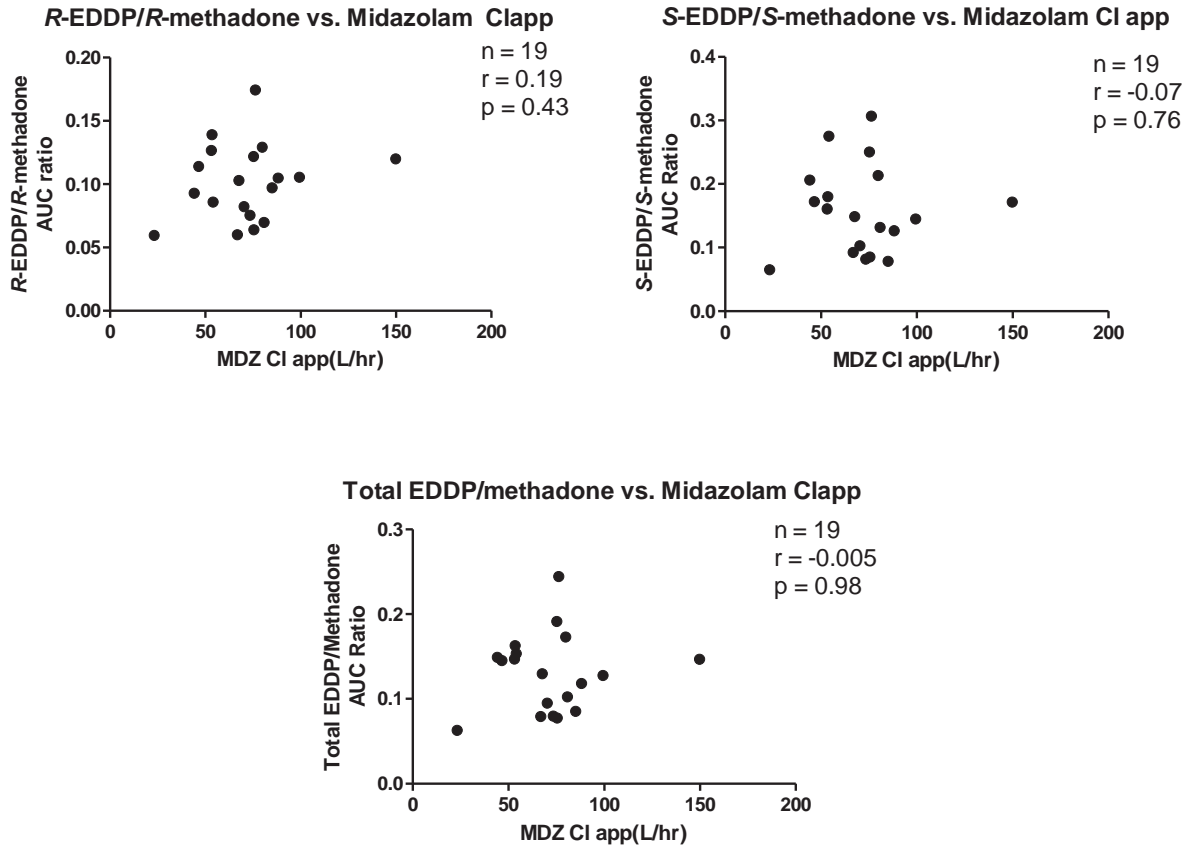 R-EDDP/R-methadone vs. Midazolam Clapp
n = 19
r = 0.19
p = 0.43
R-EDDP/R-methadone
AUC ratio
0.20
0.15
0.10
0.05
0.00
0
50
100
150
200
MDZ Cl app(L/hr)
S-EDDP/S-methadone vs. Midazolam Cl app
n = 19
r = -0.07
p = 0.76
S-EDDP/S-methadone
AUC Ratio
0.4
0.3
0.2
0.1
0.0
0
50
100
150
200
MDZ Cl app(L/hr)
Total EDDP/methadone vs. Midazolam Clapp
n = 19
r = -0.005
p = 0.98
Total EDDP/Methadone
AUC Ratio
0.3
0.2
0.1
0.0
0
50
100
150
200
MDZ Cl app(L/hr)